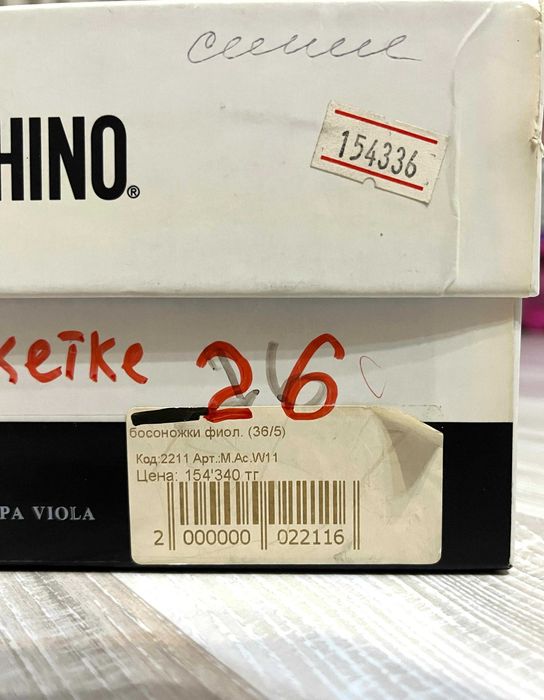 синие
HINO®
154336
кетке 26
босоножки фиол. (36/5)
Код:2211 Арт.:M.Ac.W11
Цена: 154'340 тг
PA VIOLA
2 000000 022116